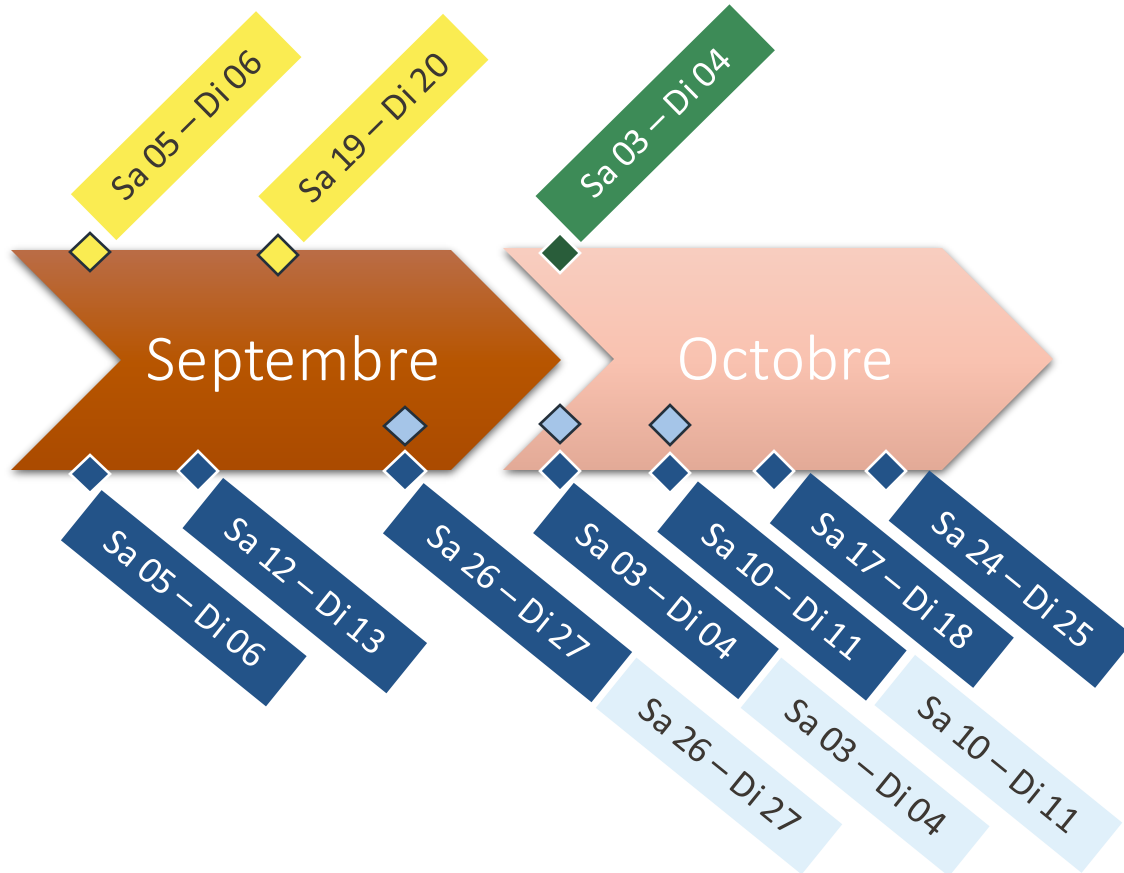 Sa 05 – Di 06
Sa 19 – Di 20
Sa 03 – Di 04
Septembre
Octobre
Sa 05 – Di 06
Sa 12 – Di 13
Sa 26 – Di 27
Sa 03 – Di 04
Sa 10 – Di 11
Sa 17 – Di 18
Sa 24 – Di 25
Sa 26 – Di 27
Sa 03 – Di 04
Sa 10 – Di 11